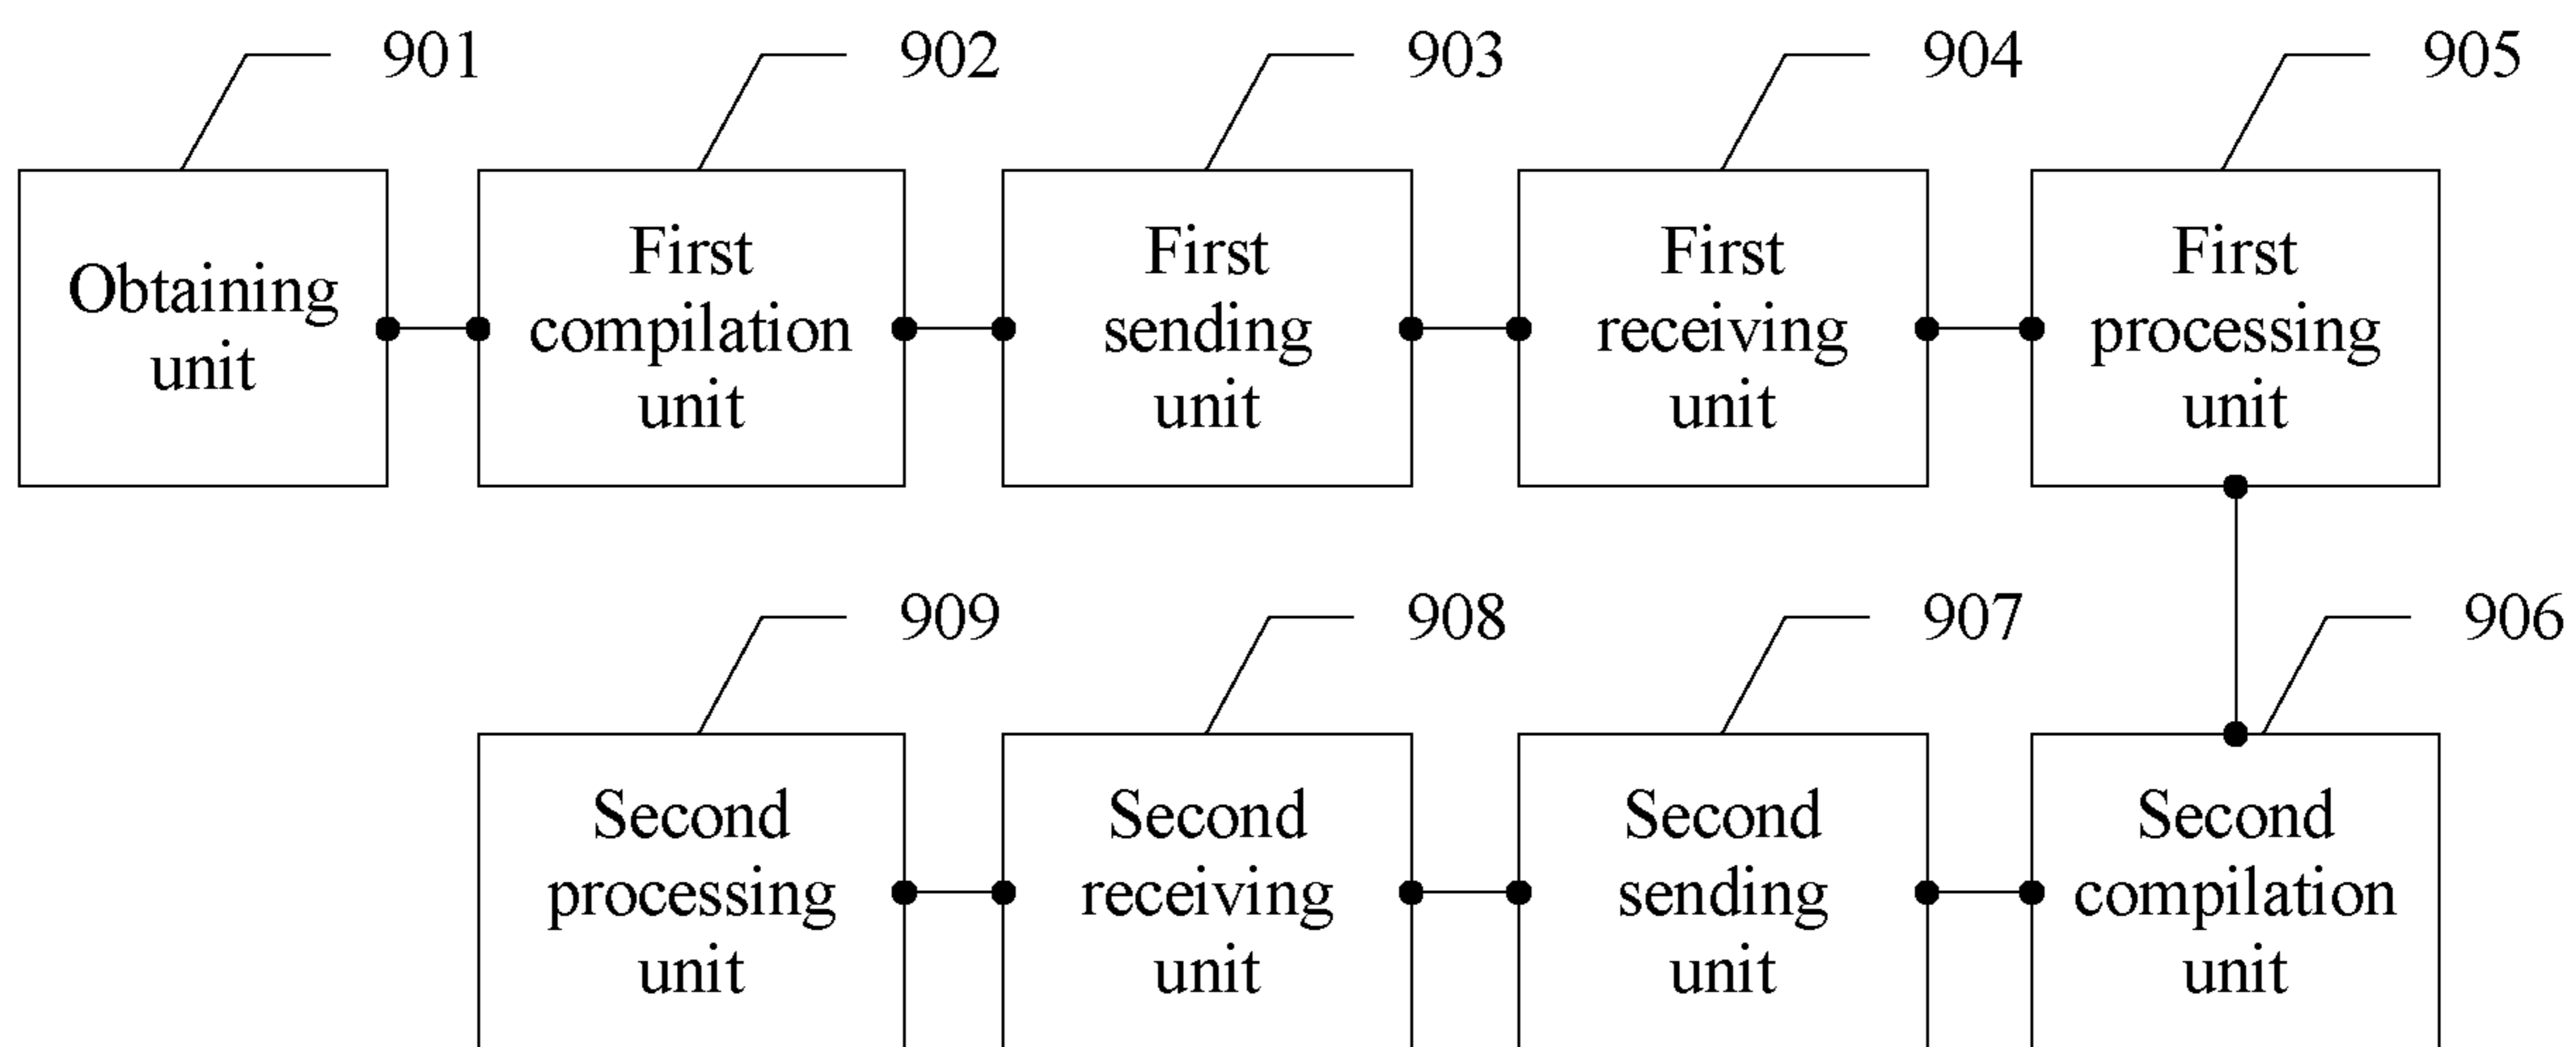 901
902
903
904
905
Obtaining
unit
First
compilation
unit
First
sending
unit
First
receiving
unit
First
processing
unit
909
908
907
906
Second
processing
unit
Second
receiving
unit
Second
sending
unit
Second
compilation
unit